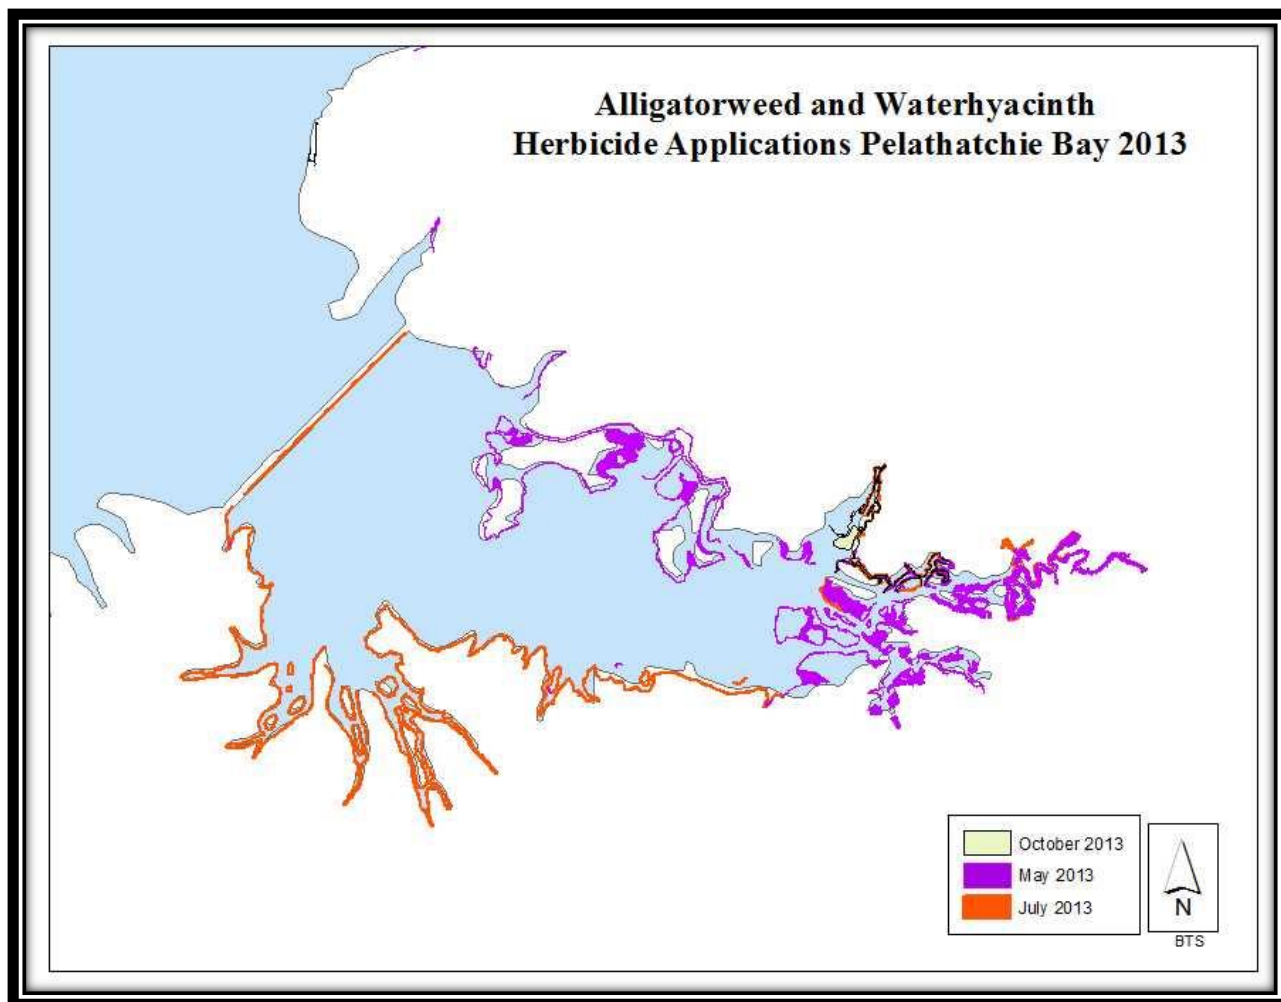 Alligatorweed and Waterhyacinth
Herbicide Applications Pelathatchie Bay 2013
October 2013
May 2013
July 2013
N
BTS